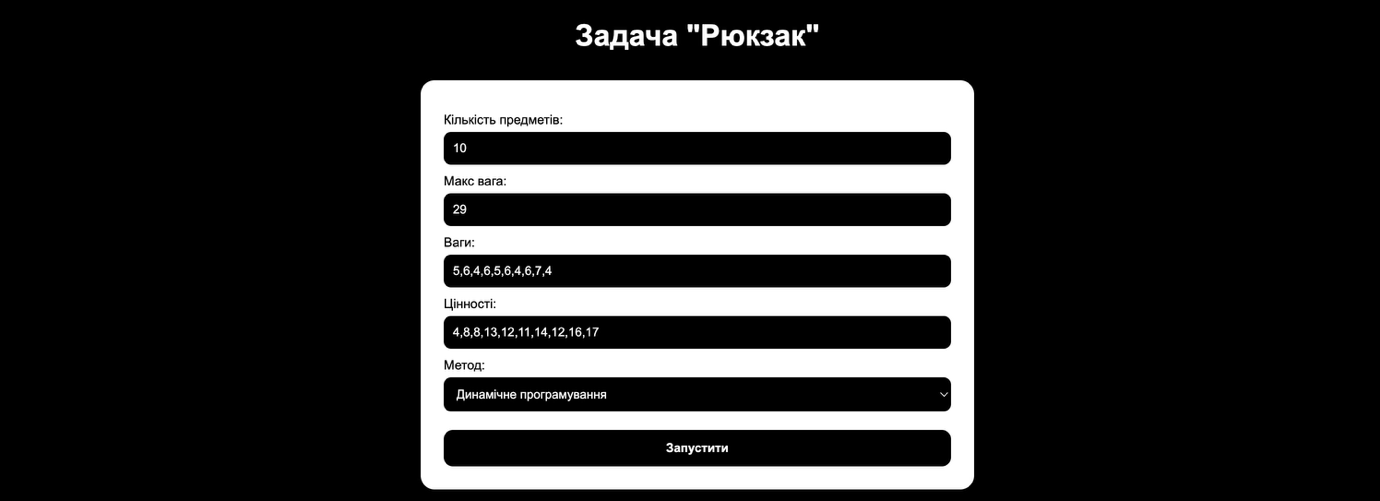 Задача "Рюкзак"
Кількість предметів:
10
Макс вага:
29
Ваги:
5,6,4,6,5,6,4,6,7,4
Цінності:
4,8,8,13,12,11,14,12,16,17
Метод:
Динамічне програмування
Запустити